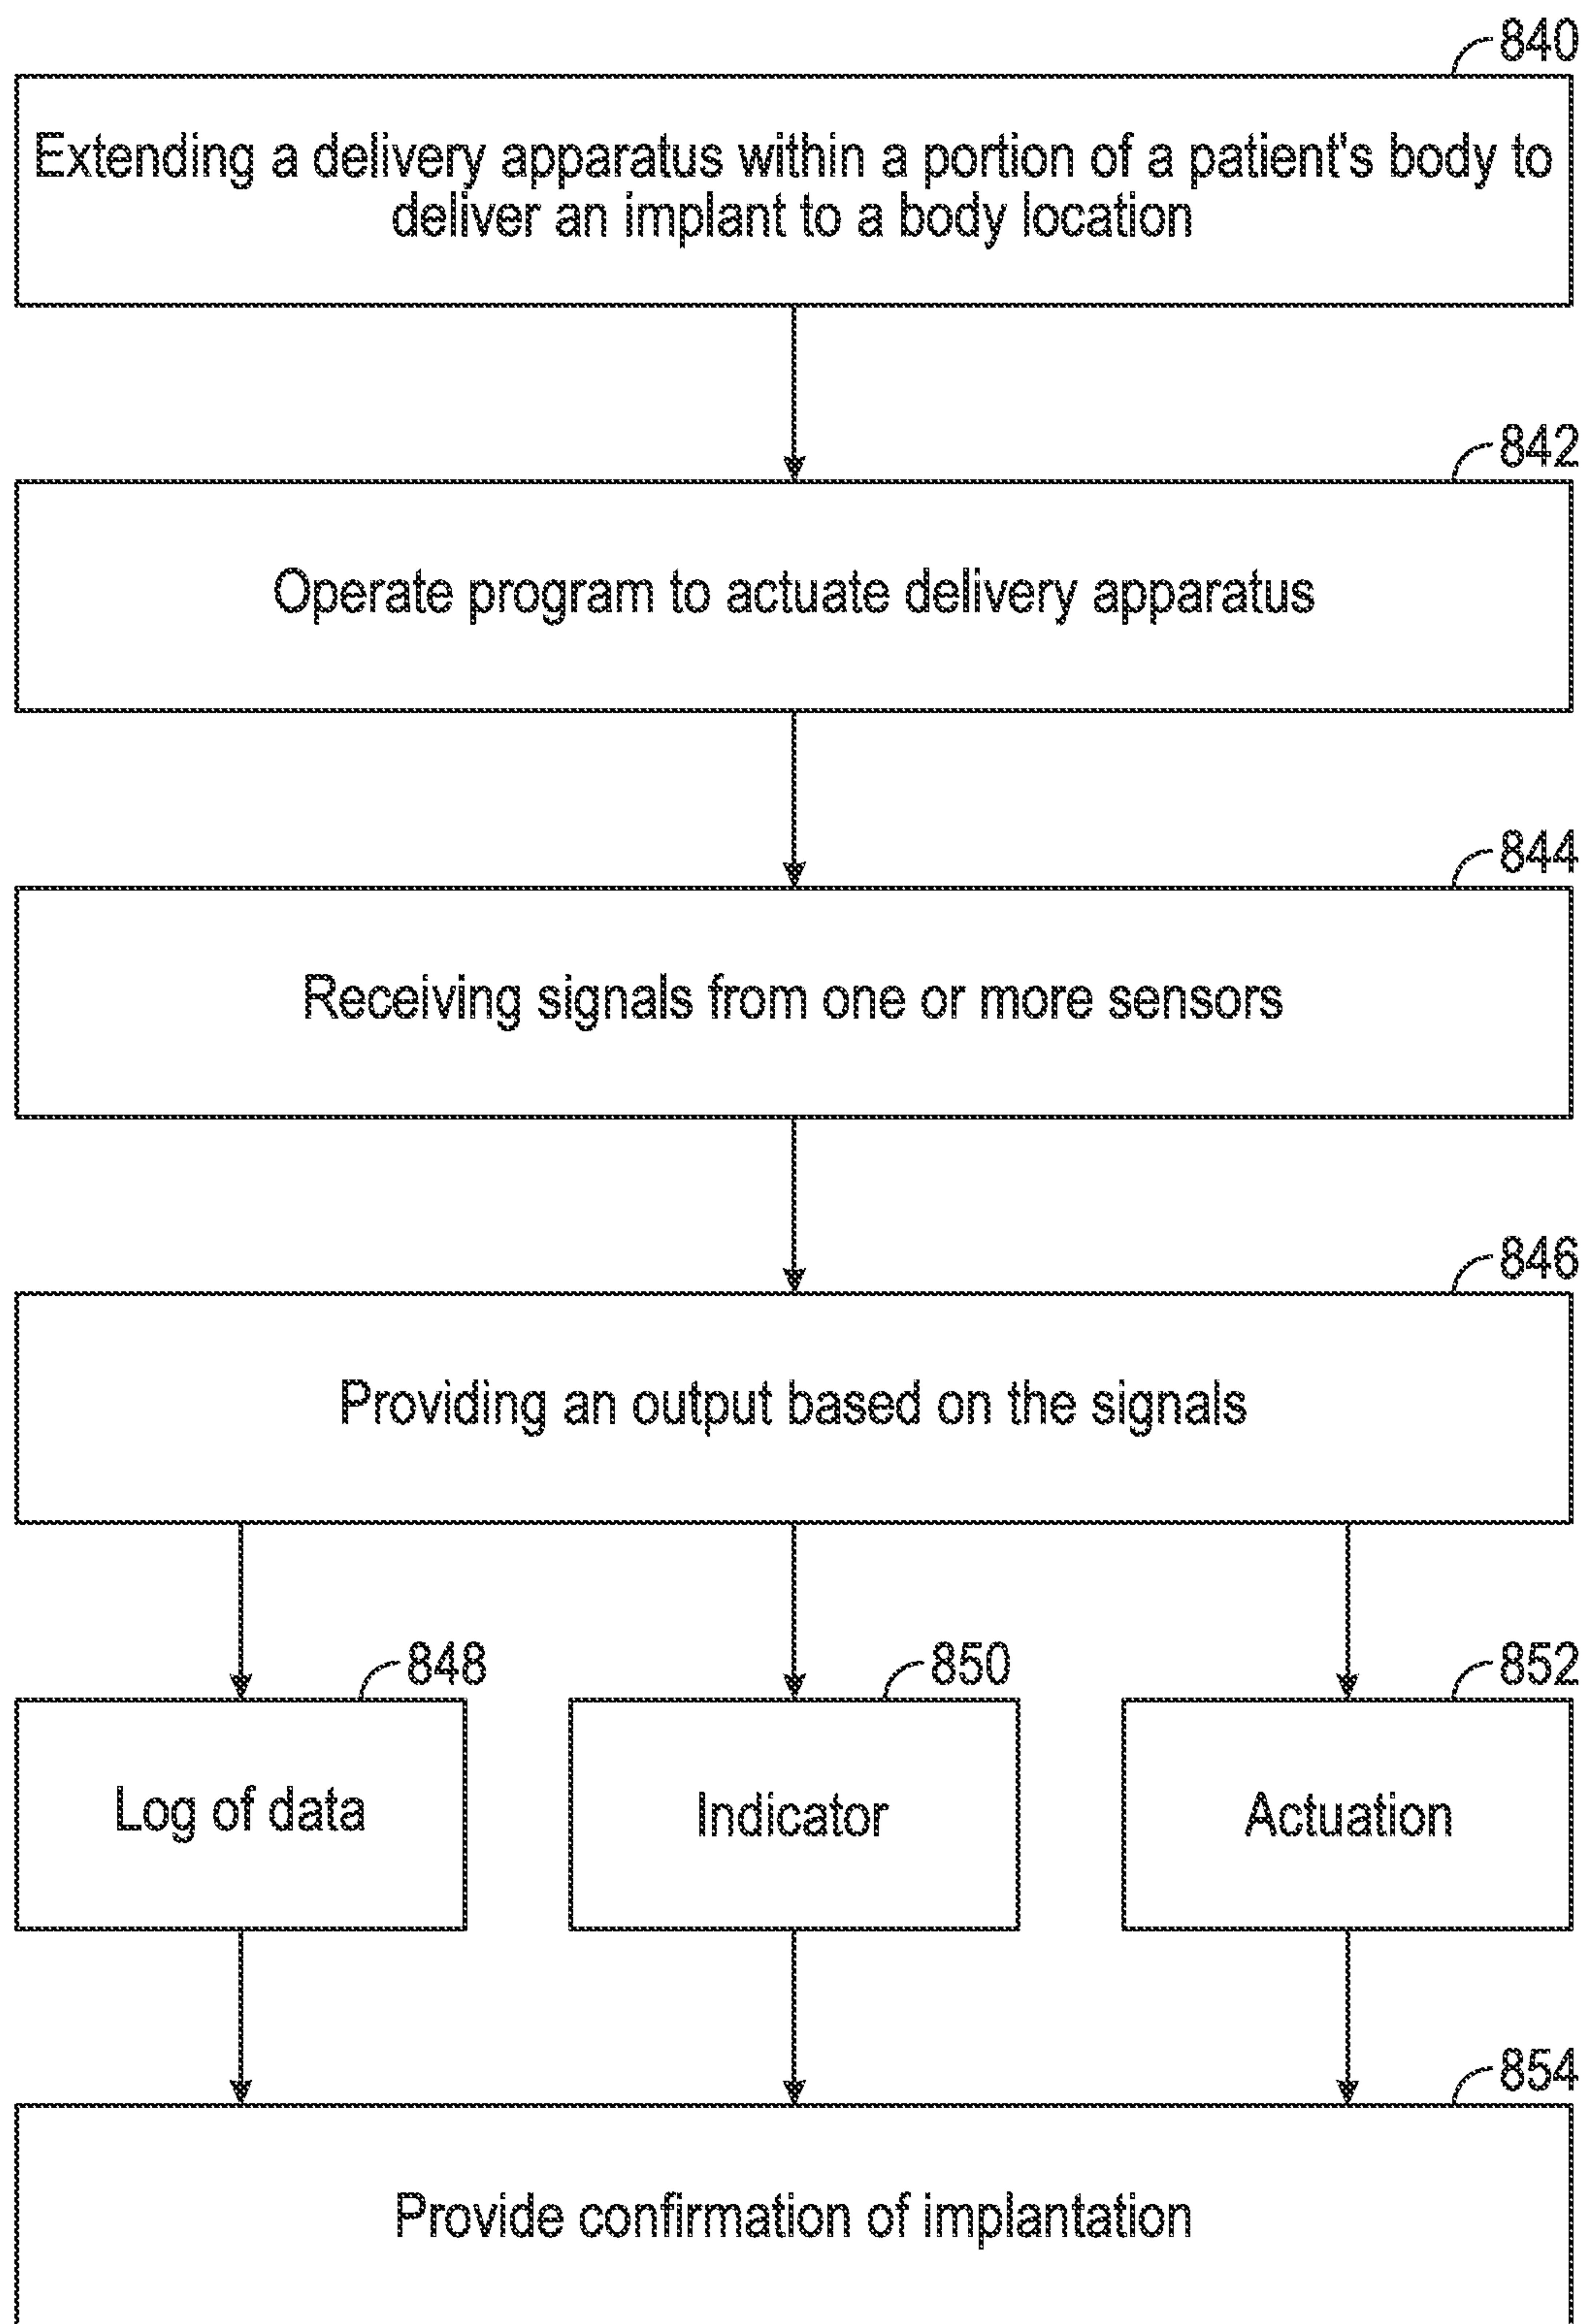 840
Extending a delivery apparatus within a portion of a patient's body to
deliver an implant to a body location
842
Operate program to actuate delivery apparatus
844
Receiving signals from one or more sensors
846
Providing an output based on the signals
848
Log of data
850
Indicator
852
Actuation
854
Provide confirmation of implantation